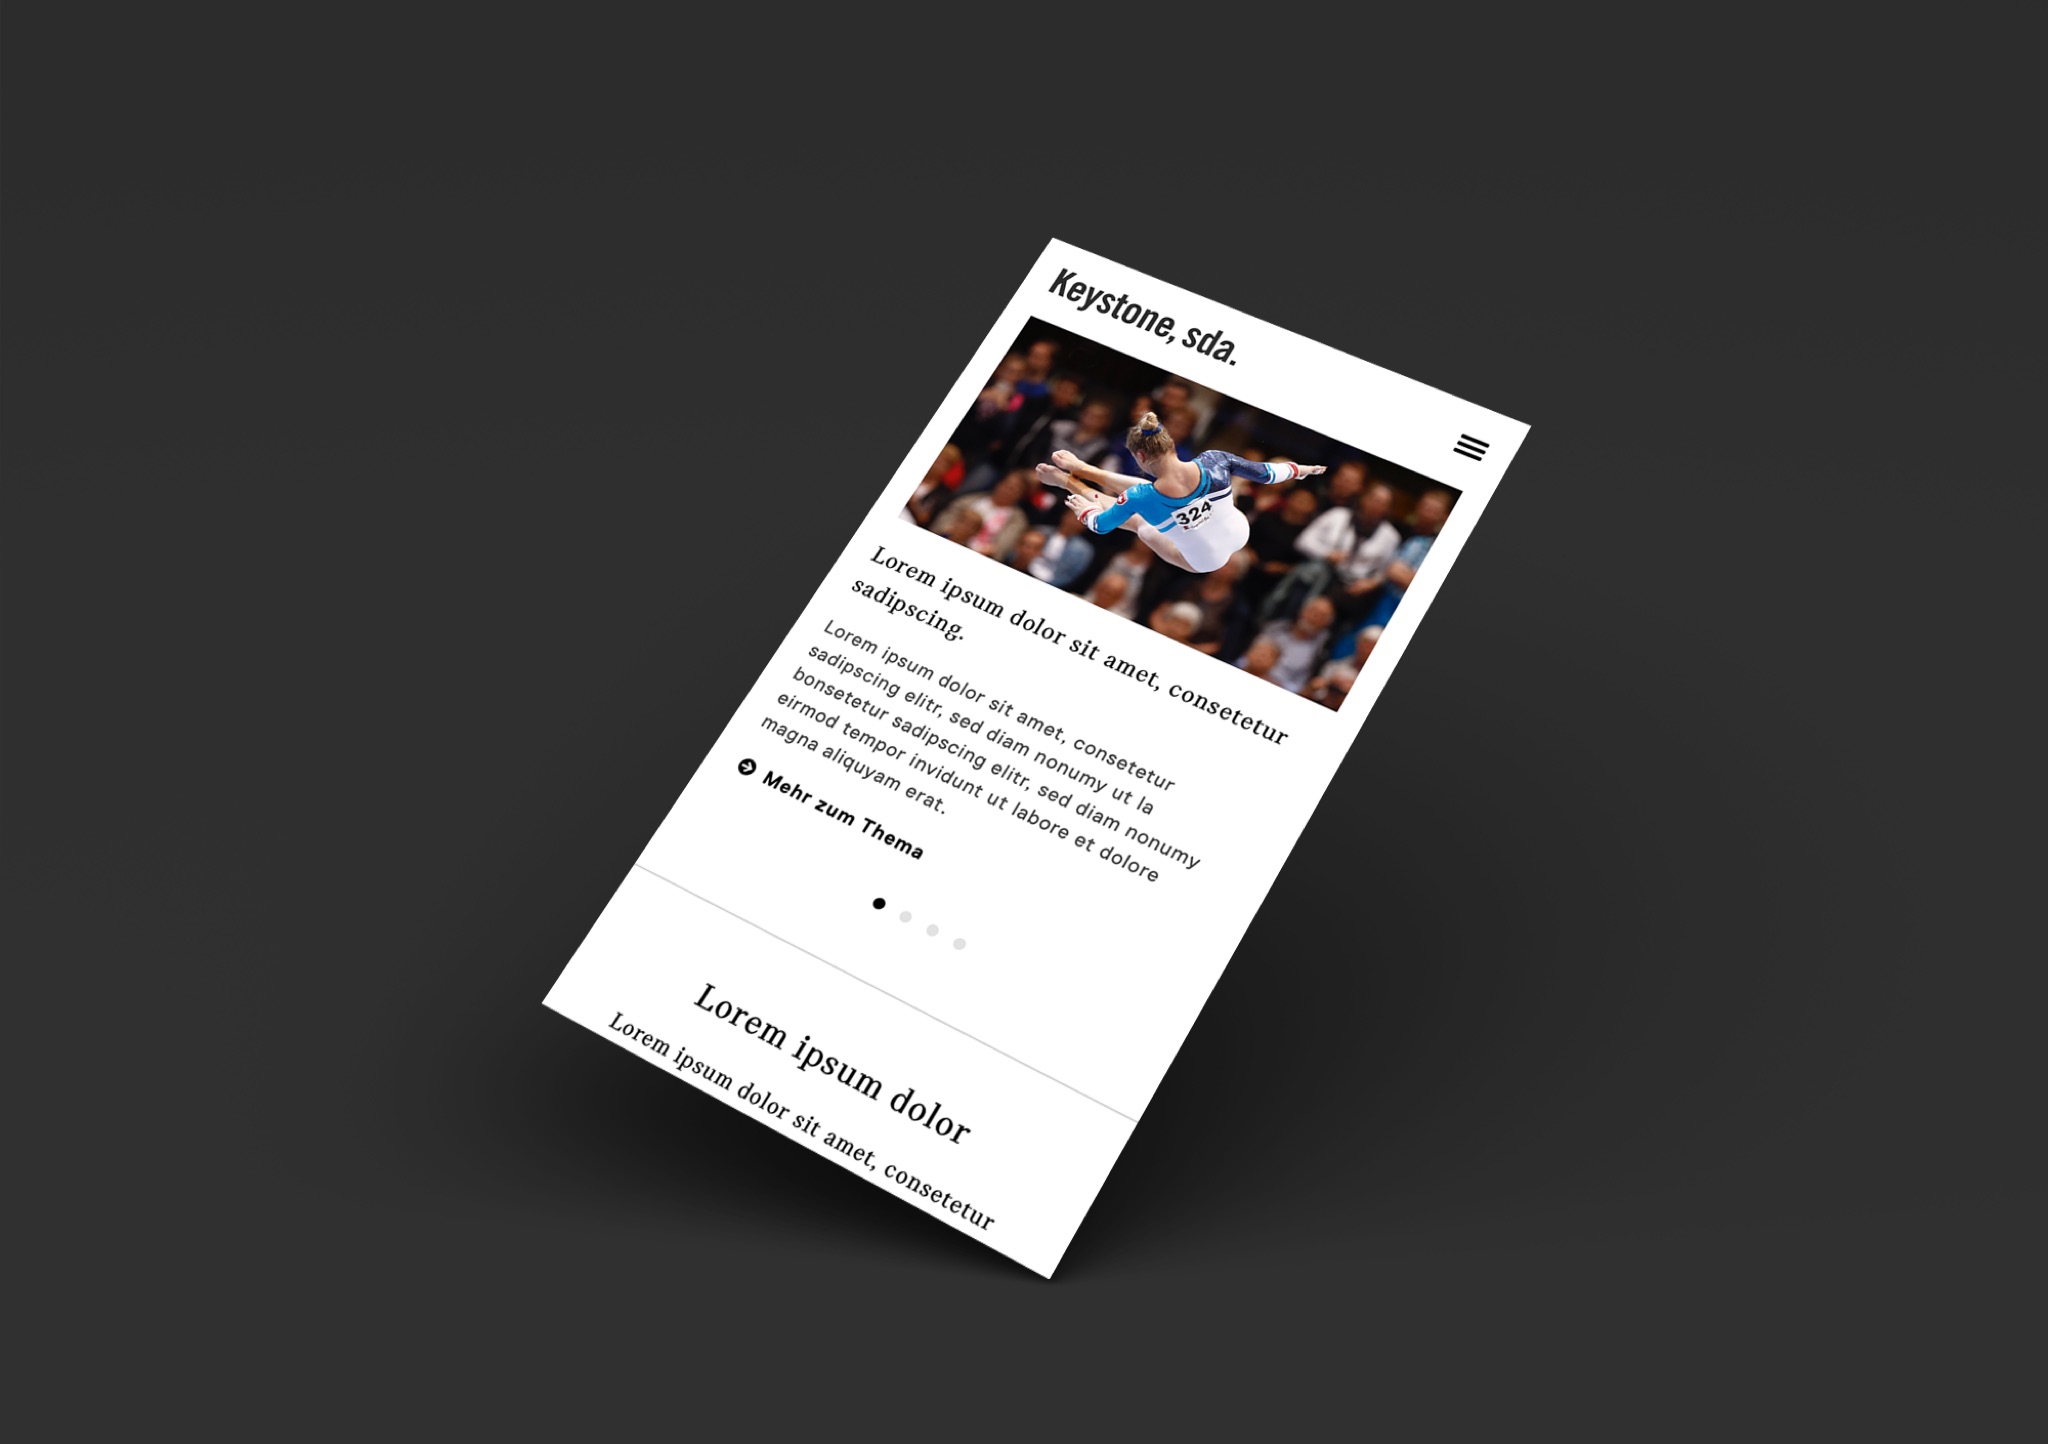 Keystone, sda.
324
Lorem ipsum dolor sit amet, consetetur
sadipscing.
Lorem ipsum dolor sit amet, consetetur
sadipscing elitr, sed diam nonumy ut la
bonsetetur sadipscing elitr, sed diam nonumy
eirmod tempor invidunt ut labore et dolore
magna aliquyam erat.
Mehr zum Thema
Lorem ipsum dolor
Lorem ipsum dolor sit amet, consetetur